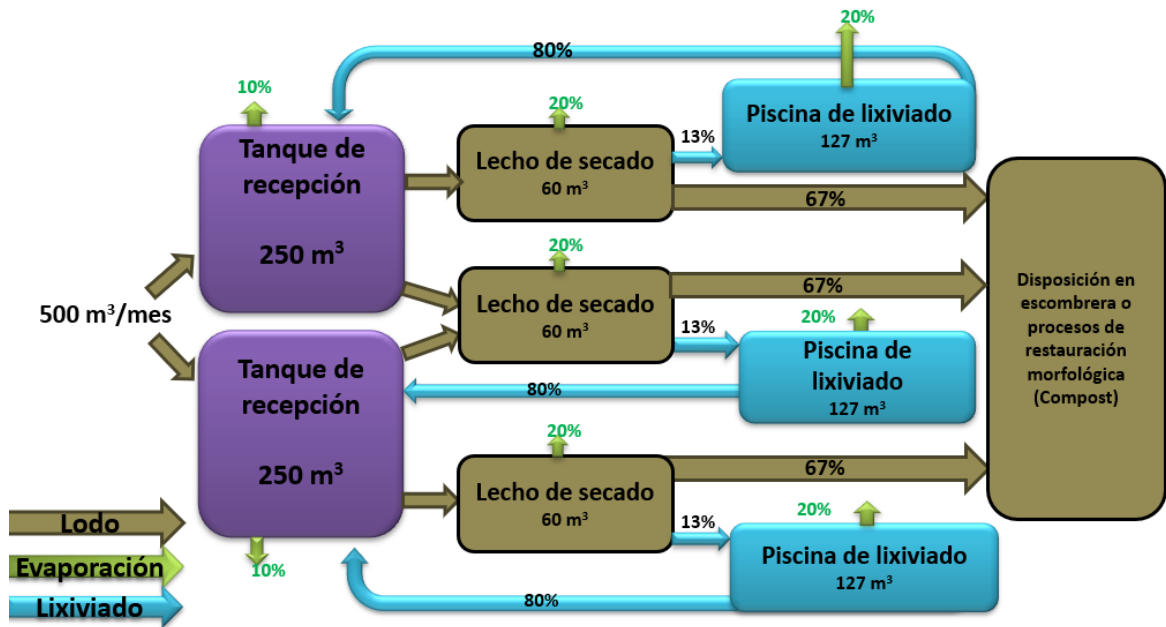 20%
80%
10%
20%
Piscina de lixiviado
127 m³
13%
Tanque de
recepción
250 m³
Lecho de secado
60 m³
67%
20%
500 m³/mes
Lecho de secado
60 m³
67%
13%
20%
Piscina de
lixiviado
127 m³
80%
Disposición en
escombrera o
procesos de
restauración
morfológica
(Compost)
Tanque de
recepción
250 m³
20%
Lecho de secado
60 m³
67%
13%
20%
Piscina de lixiviado
127 m³
80%
10%
Lodo
Evaporación
Lixiviado